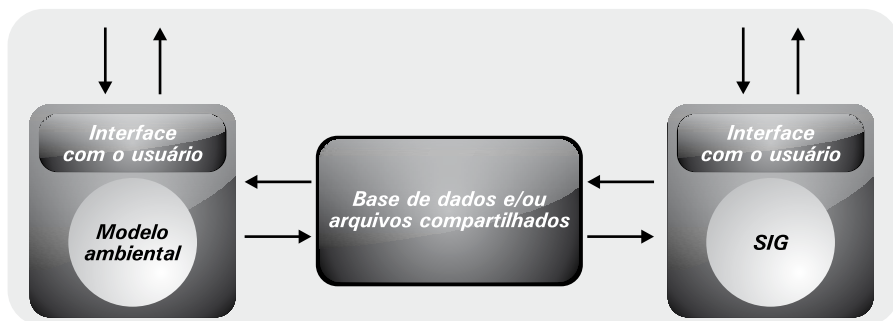 Interface
com o usuário
Modelo
ambiental
Base de dados e/ou
arquivos compartilhados
Interface
com o usuário
SIG